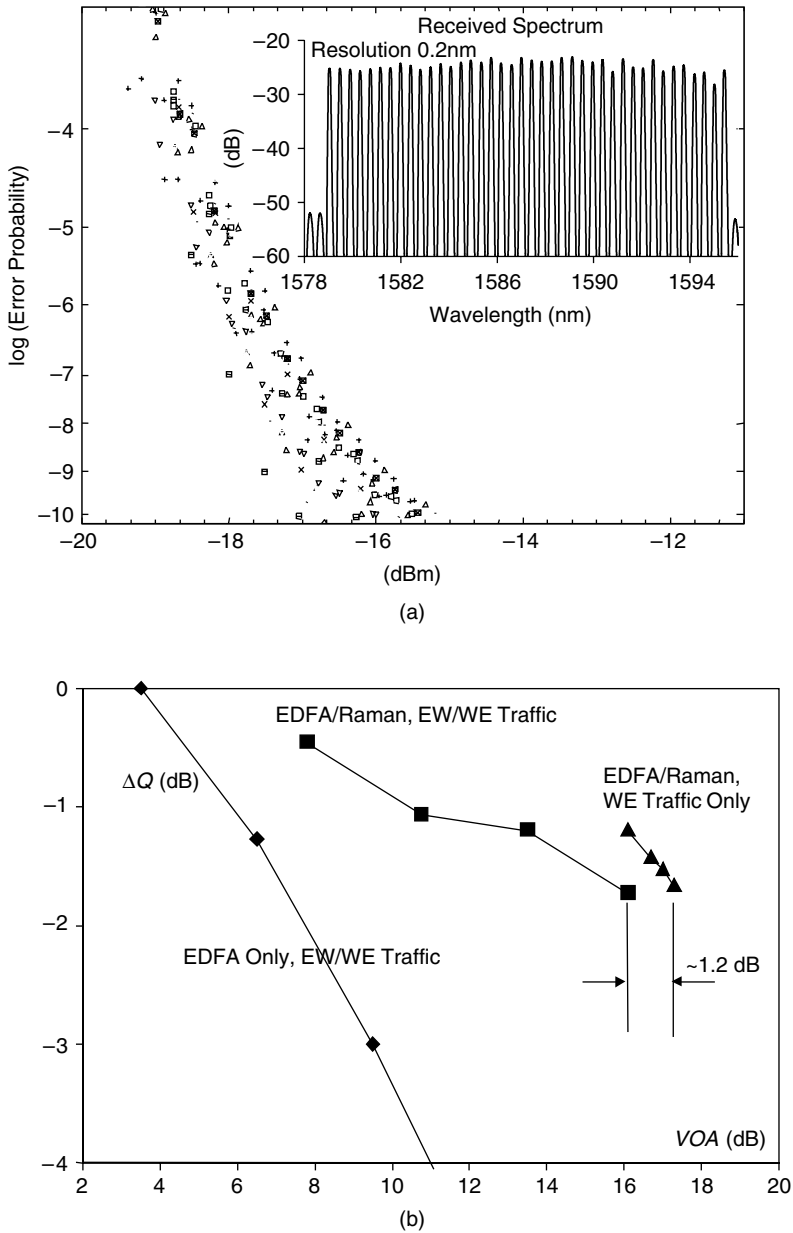 Received Spectrum
Resolution 0.2nm
−20
−30
−40
−50
−60
(dB)
1578
1582
1586
1590
1594
Wavelength (nm)
log (Error Probability)
−4
−5
−6
−7
−8
−9
−10
−20
−18
−16
−14
−12
(dBm)
(a)
0
−1
−2
−3
−4
ΔQ (dB)
EDFA/Raman, EW/WE Traffic
EDFA/Raman,
WE Traffic Only
EDFA Only, EW/WE Traffic
~1.2 dB
VOA (dB)
2
4
6
8
10
12
14
16
18
20
(b)